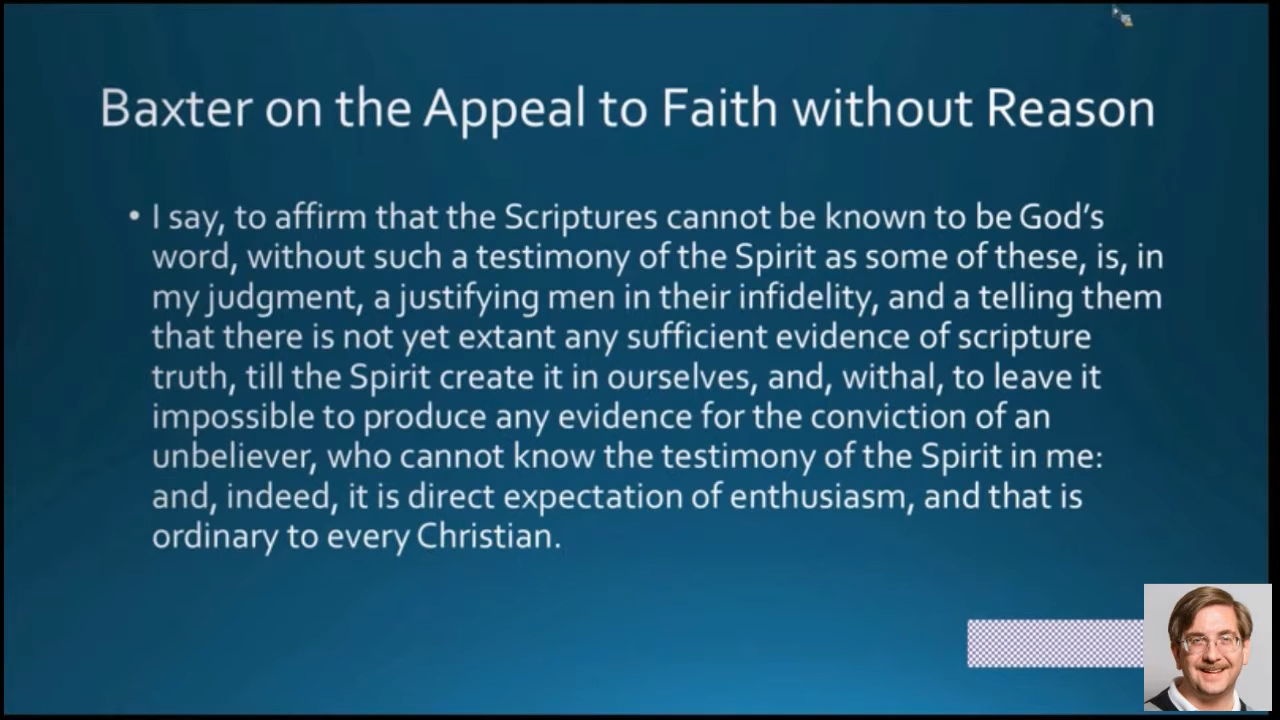 Baxter on the Appeal to Faith without Reason
• I say, to affirm that the Scriptures cannot be known to be God's
word, without such a testimony of the Spirit as some of these, is, in
my judgment, a justifying men in their infidelity, and a telling them
that there is not yet extant any sufficient evidence of scripture
truth, till the Spirit create it in ourselves, and, withal, to leave it
impossible to produce any evidence for the conviction of an
unbeliever, who cannot know the testimony of the Spirit in me:
and, indeed, it is direct expectation of enthusiasm, and that is
ordinary to every Christian.